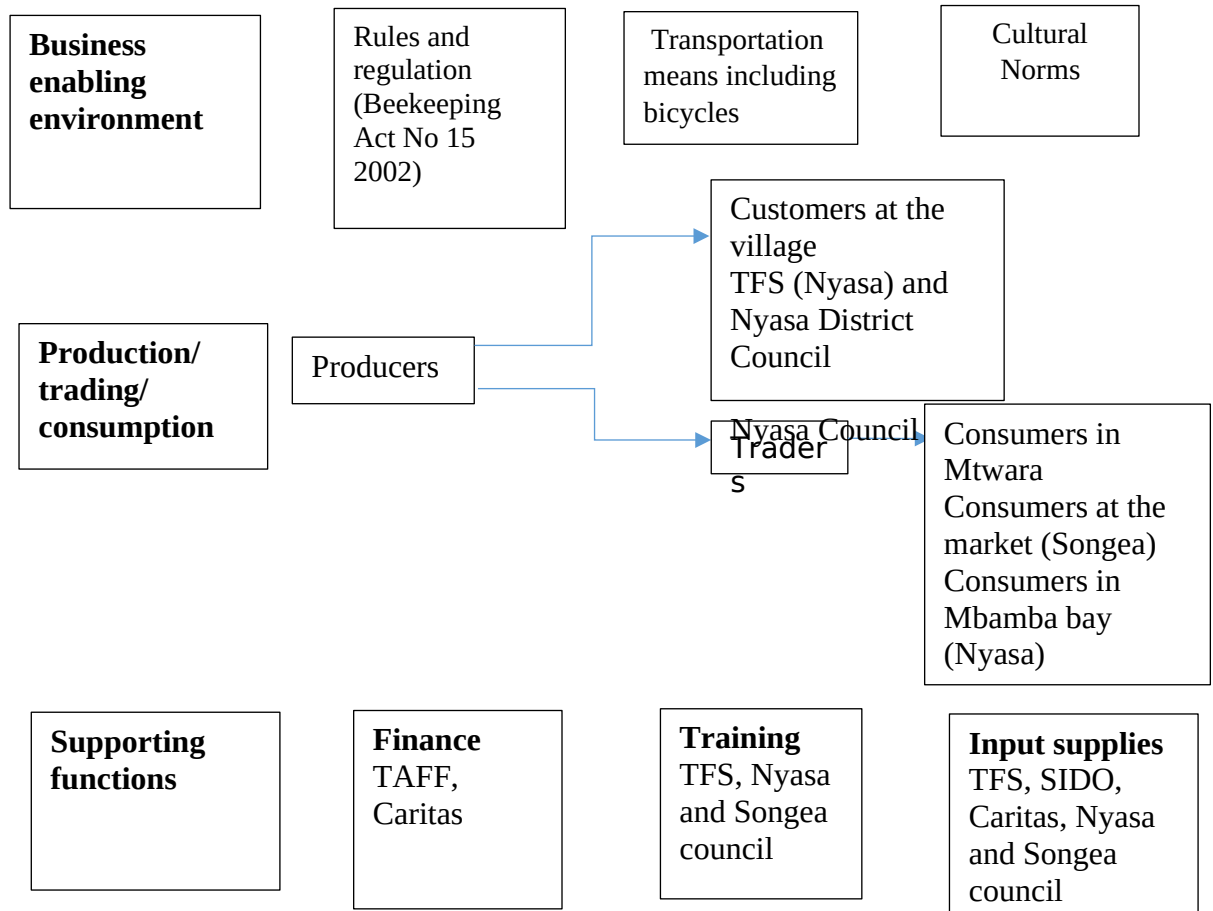 Business
enabling
environment
Rules and
regulation
(Beekeeping
Act No 15
2002)
Transportation
means including
bicycles
Cultural
Norms
Production/
trading/
consumption
Producers
Customers at the
village
TFS (Nyasa) and
Nyasa District
Council
Nyasa Council
Trader
s
Consumers in
Mtwara
Consumers at the
market (Songea)
Consumers in
Mbamba bay
(Nyasa)
Supporting
functions
Finance
TAFF,
Caritas
Training
TFS, Nyasa
and Songea
council
Input supplies
TFS, SIDO,
Caritas, Nyasa
and Songea
council